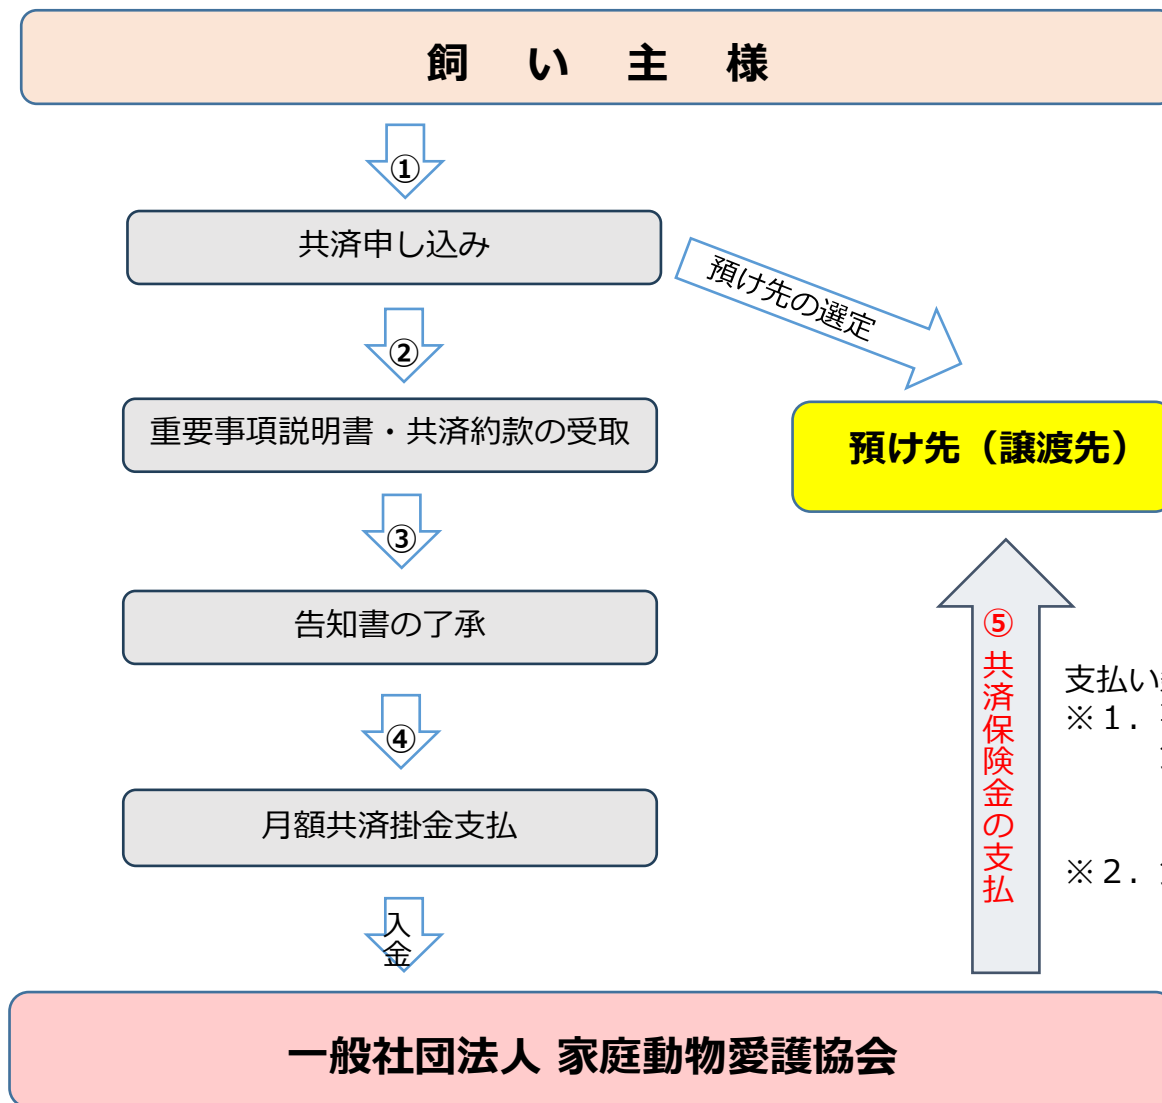 飼 い 主 様
①
共済申し込み
預け先の選定
②
重要事項説明書・共済約款の受取
預け先（譲渡先）
③
告知書の了承
④
月額共済掛金支払
入金
⑤共済保険金の支払
支払い
※１．
※２．
一般社団法人 家庭動物愛護協会